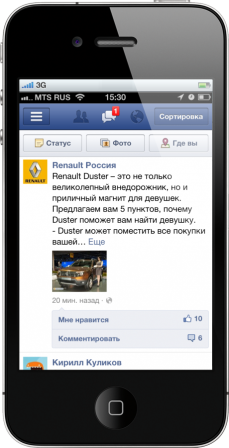 3G
MTS RUS 15:30
1
Сортировка
Статус Фото Где вы
Renault Россия
RENAULT
Renault Duster – это не только
великолепный внедорожник, но и
приличный магнит для девушек.
Предлагаем вам 5 пунктов, почему
Duster поможет вам найти девушку.
- Duster может поместить все покупки
вашей… Еще
20 мин. назад ·
Мне нравится 10
Комментировать 6
Кирилл Куликов